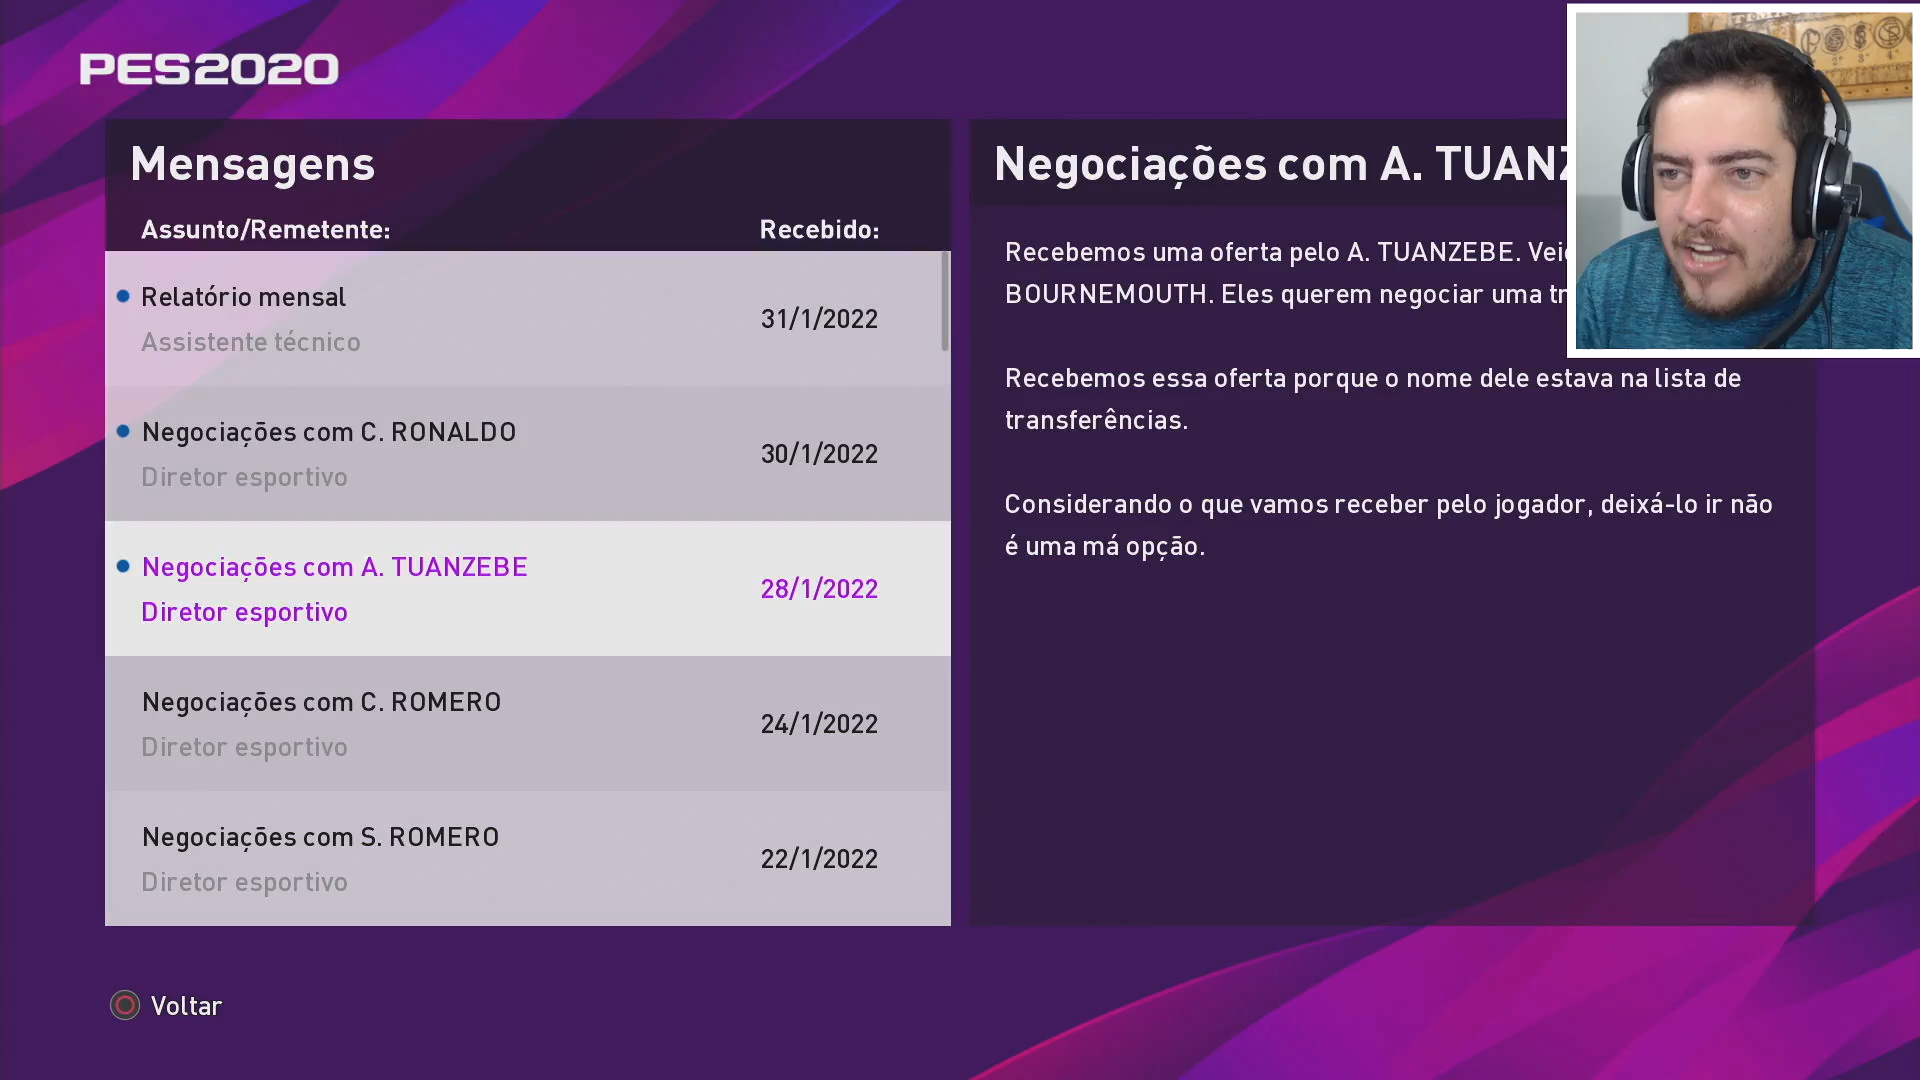 PES2020
Mensagens
Assunto/Remetente: Recebido:
Relatório mensal
Assistente técnico
31/1/2022
Negociações com C. RONALDO
Diretor esportivo
30/1/2022
Negociações com A. TUANZEBE
Diretor esportivo
28/1/2022
Negociações com C. ROMERO
Diretor esportivo
24/1/2022
Negociações com S. ROMERO
Diretor esportivo
22/1/2022
Negociações com A.
Recebemos uma oferta pelo A. TUANZEBE.
BOURNEMOUTH. Eles querem negociar uma
Recebemos essa oferta porque o nome dele estava na lista de
transferências.
Considerando o que vamos receber pelo jogador, deixá-lo ir não
é uma má opção.
Voltar